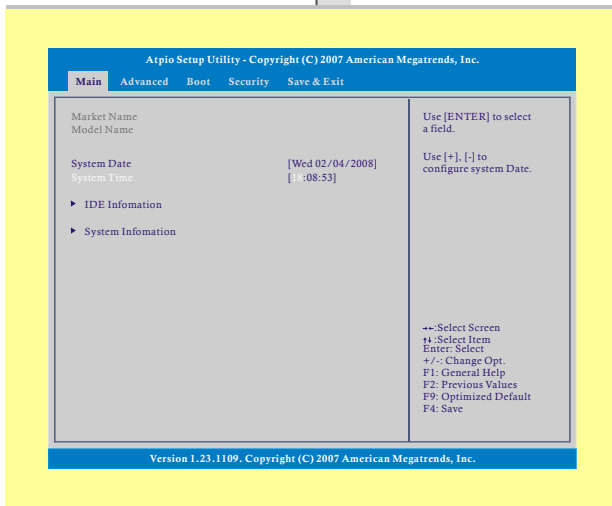 Atpio Setup Utility - Copyright (C) 2007 American Megatrends, Inc.
Main Advanced Boot Security Save & Exit
Market Name
Model Name
System Date [Wed 02/04/2008]
System Time [18:08:53]
IDE Infomation
System Infomation
Use [ENTER] to select
a field.
Use [+], [-] to
configure system Date.
→←:Select Screen
↑↓:Select Item
Enter: Select
+/-: Change Opt.
F1: General Help
F2: Previous Values
F9: Optimized Default
F4: Save
Version 1.23.1109. Copyright (C) 2007 American Megatrends, Inc.